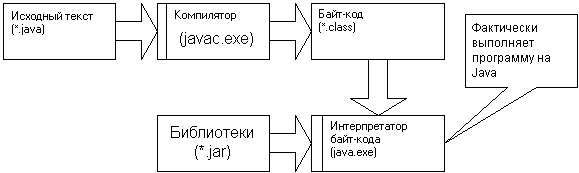 Исходный текст
(*.java)
Компилятор
(javac.exe)
Байт-код
(*.class)
Фактически
выполняет
программу на
Java
Библиотеки
(*.jar)
Интерпретатор
байт-кода
(java.exe)